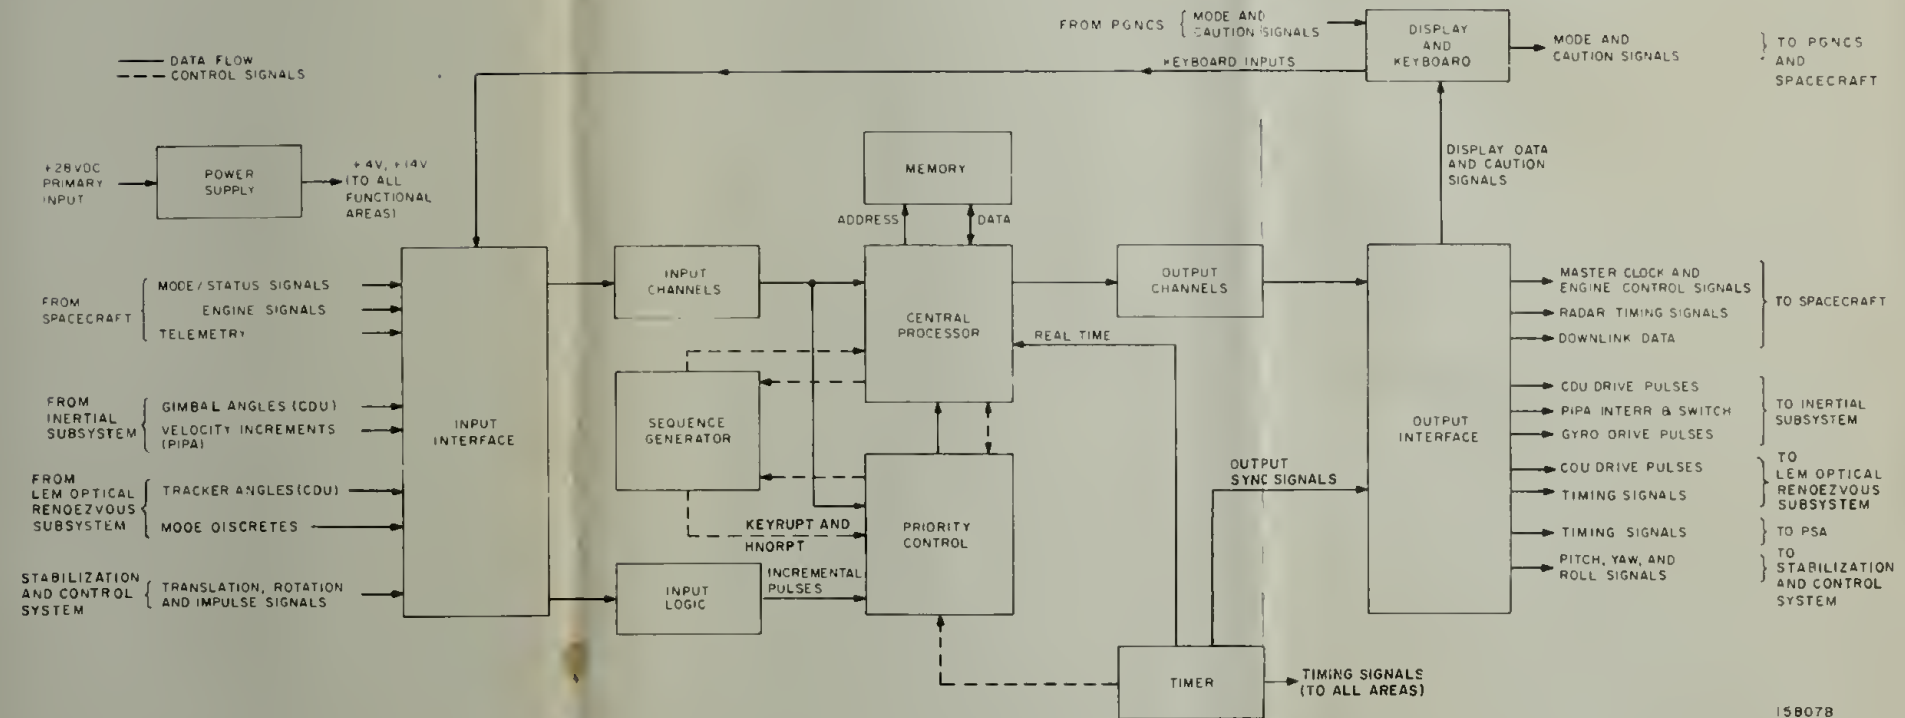 DATA FLOW
CONTROL SIGNALS
FROM PGNCS
MODE AND
CAUTION SIGNALS
DISPLAY
AND
KEYBOARD
MODE AND
CAUTION SIGNALS
TO PGNCS
AND
SPACECRAFT
KEYBOARD INPUTS
+28VDC
PRIMARY
INPUT
POWER
SUPPLY
+4V, +14V
(TO ALL
FUNCTIONAL
AREAS)
MEMORY
ADDRESS
DATA
DISPLAY DATA
AND CAUTION
SIGNALS
FROM
SPACECRAFT
MODE/STATUS SIGNALS
ENGINE SIGNALS
TELEMETRY
FROM
INERTIAL
SUBSYSTEM
GIMBAL ANGLES (CDU)
VELOCITY INCREMENTS
(PIPA)
FROM
LEM OPTICAL
RENDEZVOUS
SUBSYSTEM
TRACKER ANGLES (CDU)
MODE DISCRETES
STABILIZATION
AND CONTROL
SYSTEM
TRANSLATION, ROTATION
AND IMPULSE SIGNALS
INPUT
INTERFACE
INPUT
CHANNELS
SEQUENCE
GENERATOR
KEYRUPT AND
HNDRPT
INPUT
LOGIC
INCREMENTAL
PULSES
CENTRAL
PROCESSOR
PRIORITY
CONTROL
OUTPUT
CHANNELS
REAL TIME
OUTPUT
SYNC SIGNALS
TIMER
TIMING SIGNALS
(TO ALL AREAS)
OUTPUT
INTERFACE
MASTER CLOCK AND
ENGINE CONTROL SIGNALS
RADAR TIMING SIGNALS
DOWNLINK DATA
TO SPACECRAFT
CDU DRIVE PULSES
PIPA INTERR & SWITCH
GYRO DRIVE PULSES
TO INERTIAL
SUBSYSTEM
CDU DRIVE PULSES
TIMING SIGNALS
TO
LEM OPTICAL
RENDEZVOUS
SUBSYSTEM
TIMING SIGNALS
TO PSA
PITCH, YAW, AND
ROLL SIGNALS
TO
STABILIZATION
AND CONTROL
SYSTEM
15807B